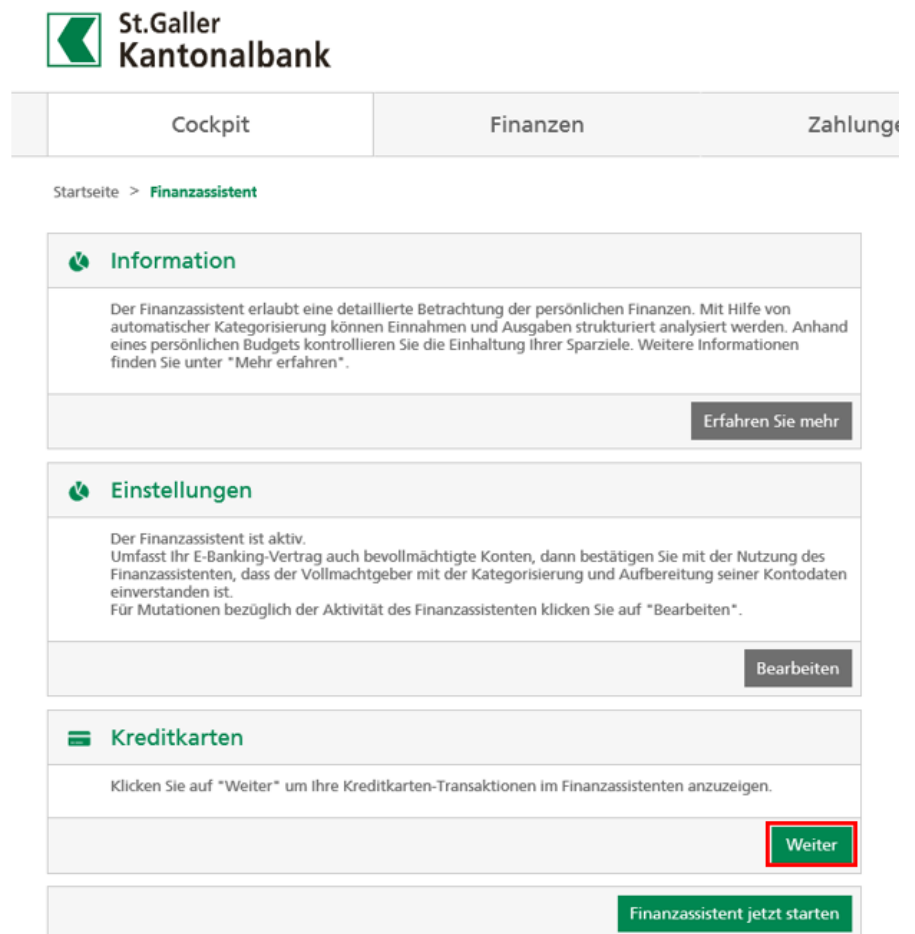 St.Galler
Kantonalbank
Cockpit
Finanzen
Zahlunge
Startseite > Finanzassistent
Information
Der Finanzassistent erlaubt eine detaillierte Betrachtung der persönlichen Finanzen. Mit Hilfe von
automatischer Kategorisierung können Einnahmen und Ausgaben strukturiert analysiert werden. Anhand
eines persönlichen Budgets kontrollieren Sie die Einhaltung Ihrer Sparziele. Weitere Informationen
finden Sie unter "Mehr erfahren".
Erfahren Sie mehr
Einstellungen
Der Finanzassistent ist aktiv.
Umfasst Ihr E-Banking-Vertrag auch bevollmächtigte Konten, dann bestätigen Sie mit der Nutzung des
Finanzassistenten, dass der Vollmachtgeber mit der Kategorisierung und Aufbereitung seiner Kontodaten
einverstanden ist.
Für Mutationen bezüglich der Aktivität des Finanzassistenten klicken Sie auf "Bearbeiten".
Bearbeiten
Kreditkarten
Klicken Sie auf "Weiter" um Ihre Kreditkarten-Transaktionen im Finanzassistenten anzuzeigen.
Weiter
Finanzassistent jetzt starten